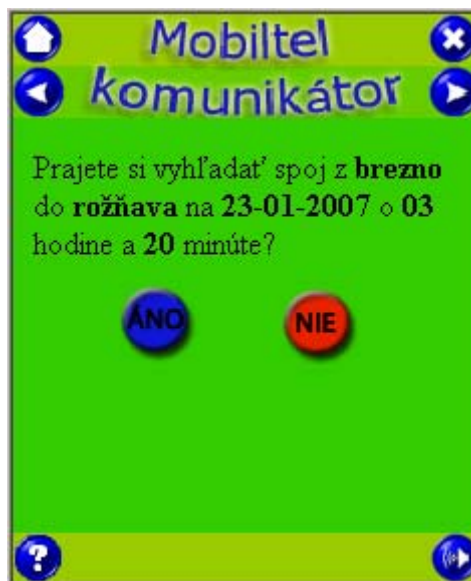 Mobiltel
komunikátor
Prajete si vyhľadať spoj z brezno
do rožňava na 23-01-2007 o 03
hodine a 20 minúte?
ÁNO NIE
?